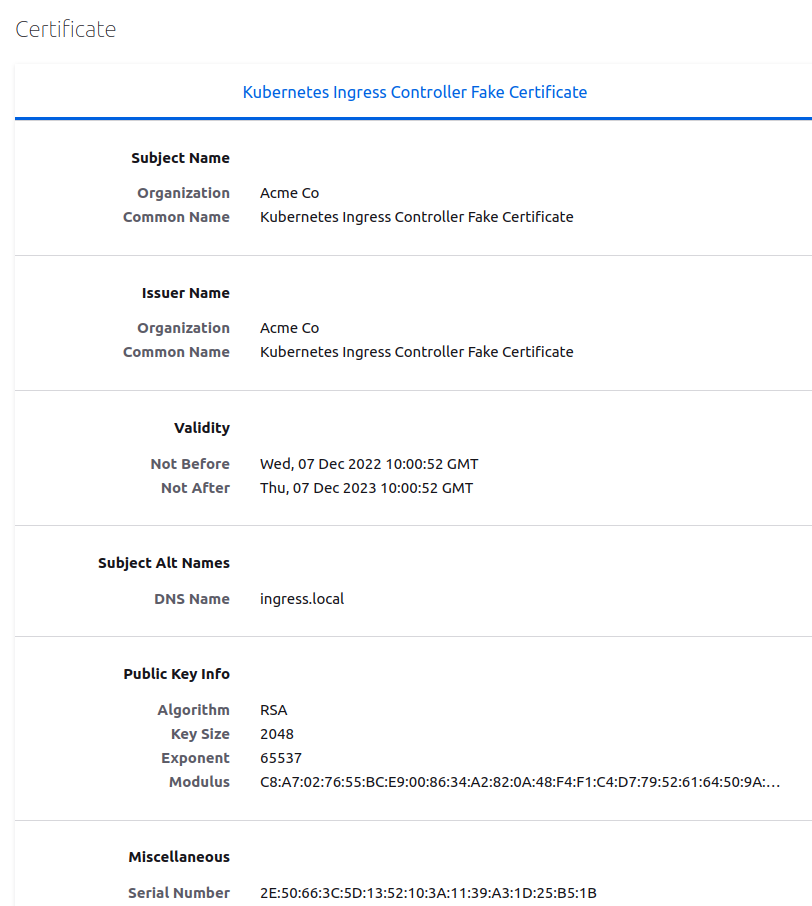 Certificate
Kubernetes Ingress Controller Fake Certificate
Subject Name
Organization Acme Co
Common Name Kubernetes Ingress Controller Fake Certificate
Issuer Name
Organization Acme Co
Common Name Kubernetes Ingress Controller Fake Certificate
Validity
Not Before Wed, 07 Dec 2022 10:00:52 GMT
Not After Thu, 07 Dec 2023 10:00:52 GMT
Subject Alt Names
DNS Name ingress.local
Public Key Info
Algorithm RSA
Key Size 2048
Exponent 65537
Modulus C8:A7:02:76:55:BC:E9:00:86:34:A2:82:0A:48:F4:F1:C4:D7:79:52:61:64:50:9A:…
Miscellaneous
Serial Number 2E:50:66:3C:5D:13:52:10:3A:11:39:A3:1D:25:B5:1B